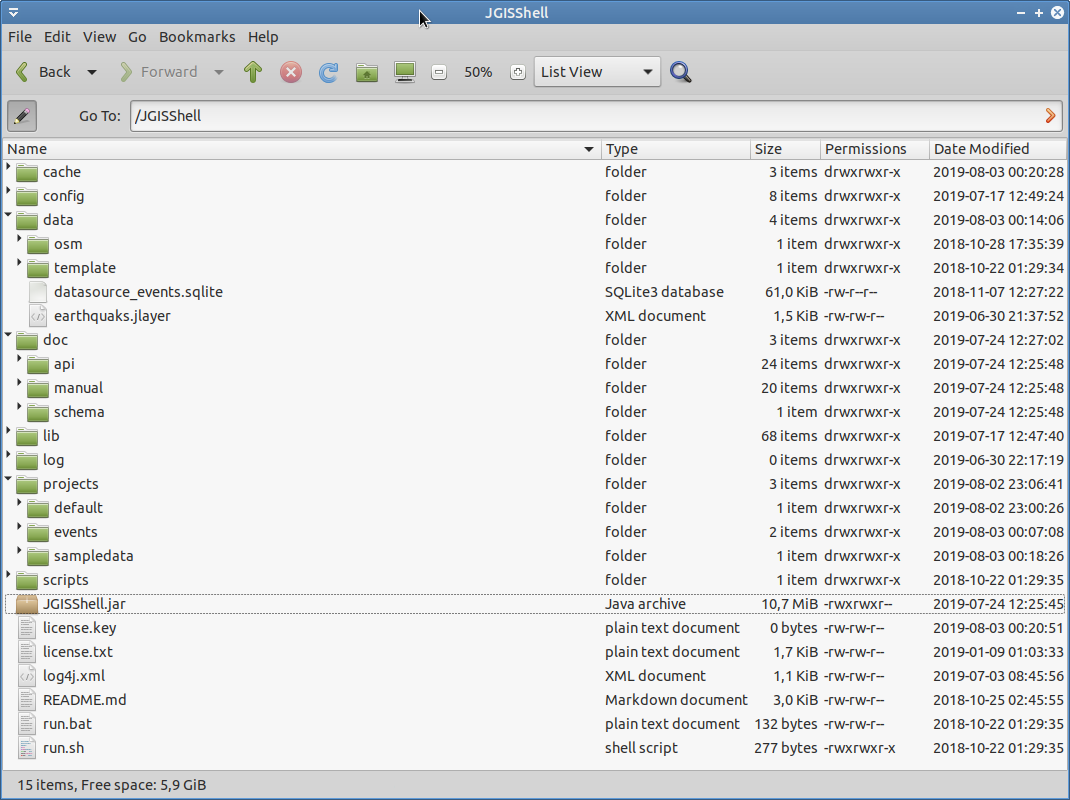 JGISShell
File Edit View Go Bookmarks Help
Back Forward 50% List View
Go To: /JGISShell
Name Type Size Permissions Date Modified
cache folder 3 items drwxrwxr-x 2019-08-03 00:20:28
config folder 8 items drwxrwxr-x 2019-07-17 12:49:24
data folder 4 items drwxrwxr-x 2019-08-03 00:14:06
osm folder 1 item drwxrwxr-x 2018-10-28 17:35:39
template folder 1 item drwxrwxr-x 2018-10-22 01:29:34
datasource_events.sqlite SQLite3 database 61,0 KiB -rw-r--r-- 2018-11-07 12:27:22
earthquaks.jlayer XML document 1,5 KiB -rw-rw-r-- 2019-06-30 21:37:52
doc folder 3 items drwxrwxr-x 2019-07-24 12:27:02
api folder 24 items drwxrwxr-x 2019-07-24 12:25:48
manual folder 20 items drwxrwxr-x 2019-07-24 12:25:48
schema folder 1 item drwxrwxr-x 2019-07-24 12:25:48
lib folder 68 items drwxrwxr-x 2019-07-17 12:47:40
log folder 0 items drwxrwxr-x 2019-06-30 22:17:19
projects folder 3 items drwxrwxr-x 2019-08-02 23:06:41
default folder 1 item drwxrwxr-x 2019-08-02 23:00:26
events folder 2 items drwxrwxr-x 2019-08-03 00:07:08
sampledata folder 1 item drwxrwxr-x 2019-08-03 00:18:26
scripts folder 1 item drwxrwxr-x 2018-10-22 01:29:35
JGISShell.jar Java archive 10,7 MiB -rwxrwxr-- 2019-07-24 12:25:45
license.key plain text document 0 bytes -rw-rw-r-- 2019-08-03 00:20:51
license.txt plain text document 1,7 KiB -rw-rw-r-- 2019-01-09 01:03:33
log4j.xml XML document 1,1 KiB -rw-rw-r-- 2019-07-03 08:45:56
README.md Markdown document 3,0 KiB -rw-rw-r-- 2018-10-25 02:45:55
run.bat plain text document 132 bytes -rw-rw-r-- 2018-10-22 01:29:35
run.sh shell script 277 bytes -rwxrwxr-x 2018-10-22 01:29:35
15 items, Free space: 5,9 GiB